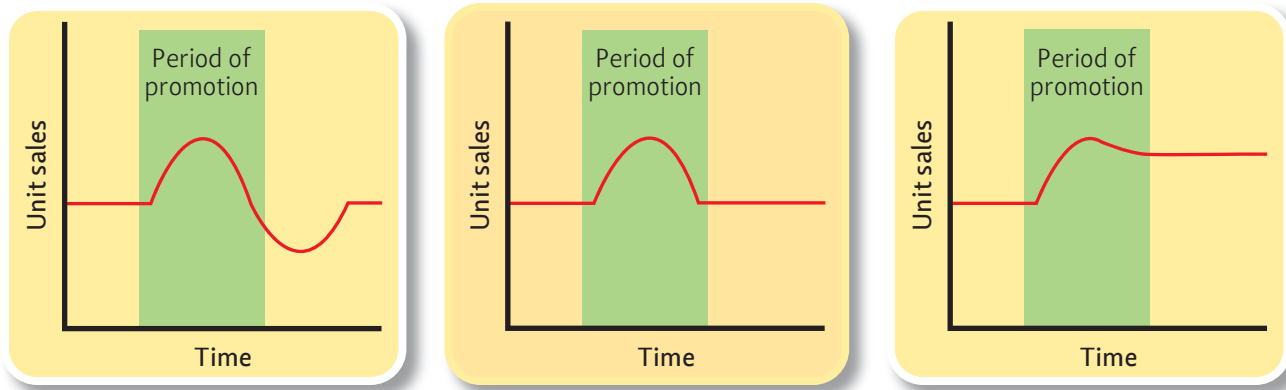 Period of
promotion
Unit sales
Time
Period of
promotion
Unit sales
Time
Period of
promotion
Unit sales
Time